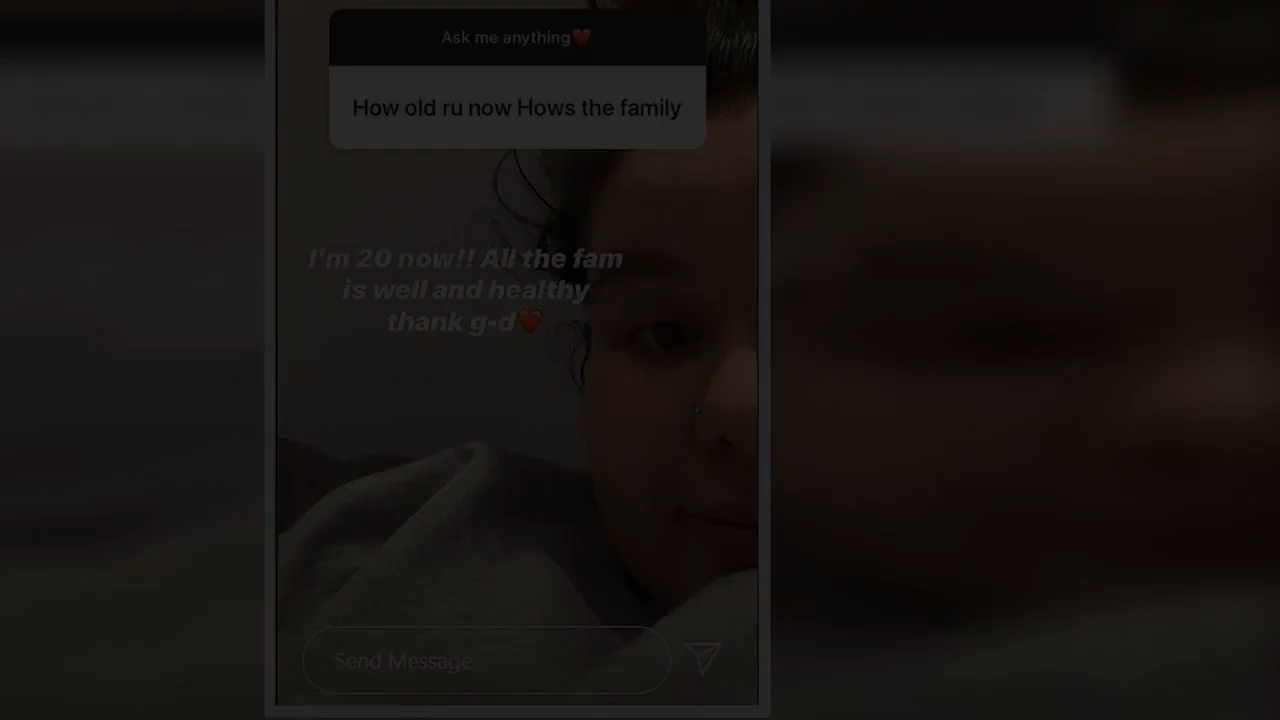 Ask me anything❤️
How old ru now Hows the family
I'm 20 now!! All the fam
is well and healthy
thank g-d❤️
Send Message